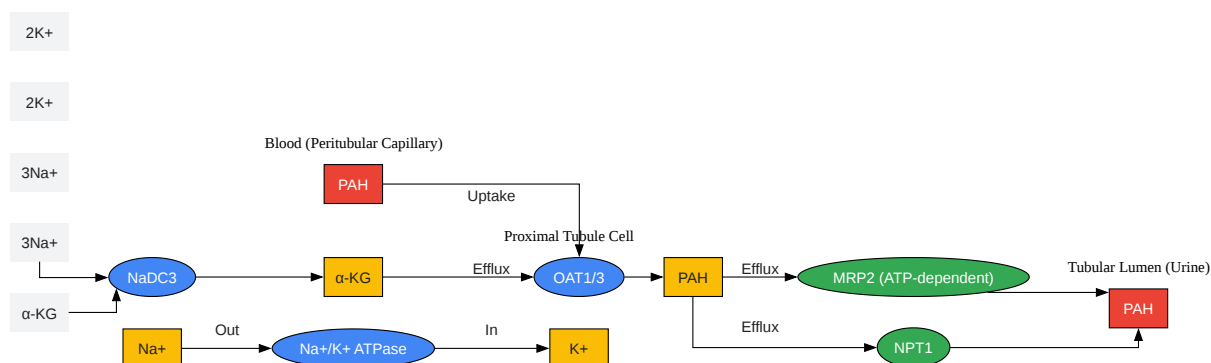 2K+
2K+
Blood (Peritubular Capillary)
3Na+
PAH
Uptake
3Na+
Proximal Tubule Cell
NaDC3
α-KG
Efflux
OAT1/3
PAH
Efflux
MRP2 (ATP-dependent)
Tubular Lumen (Urine)
α-KG
PAH
Na+
Out
Na+/K+ ATPase
In
K+
Efflux
NPT1